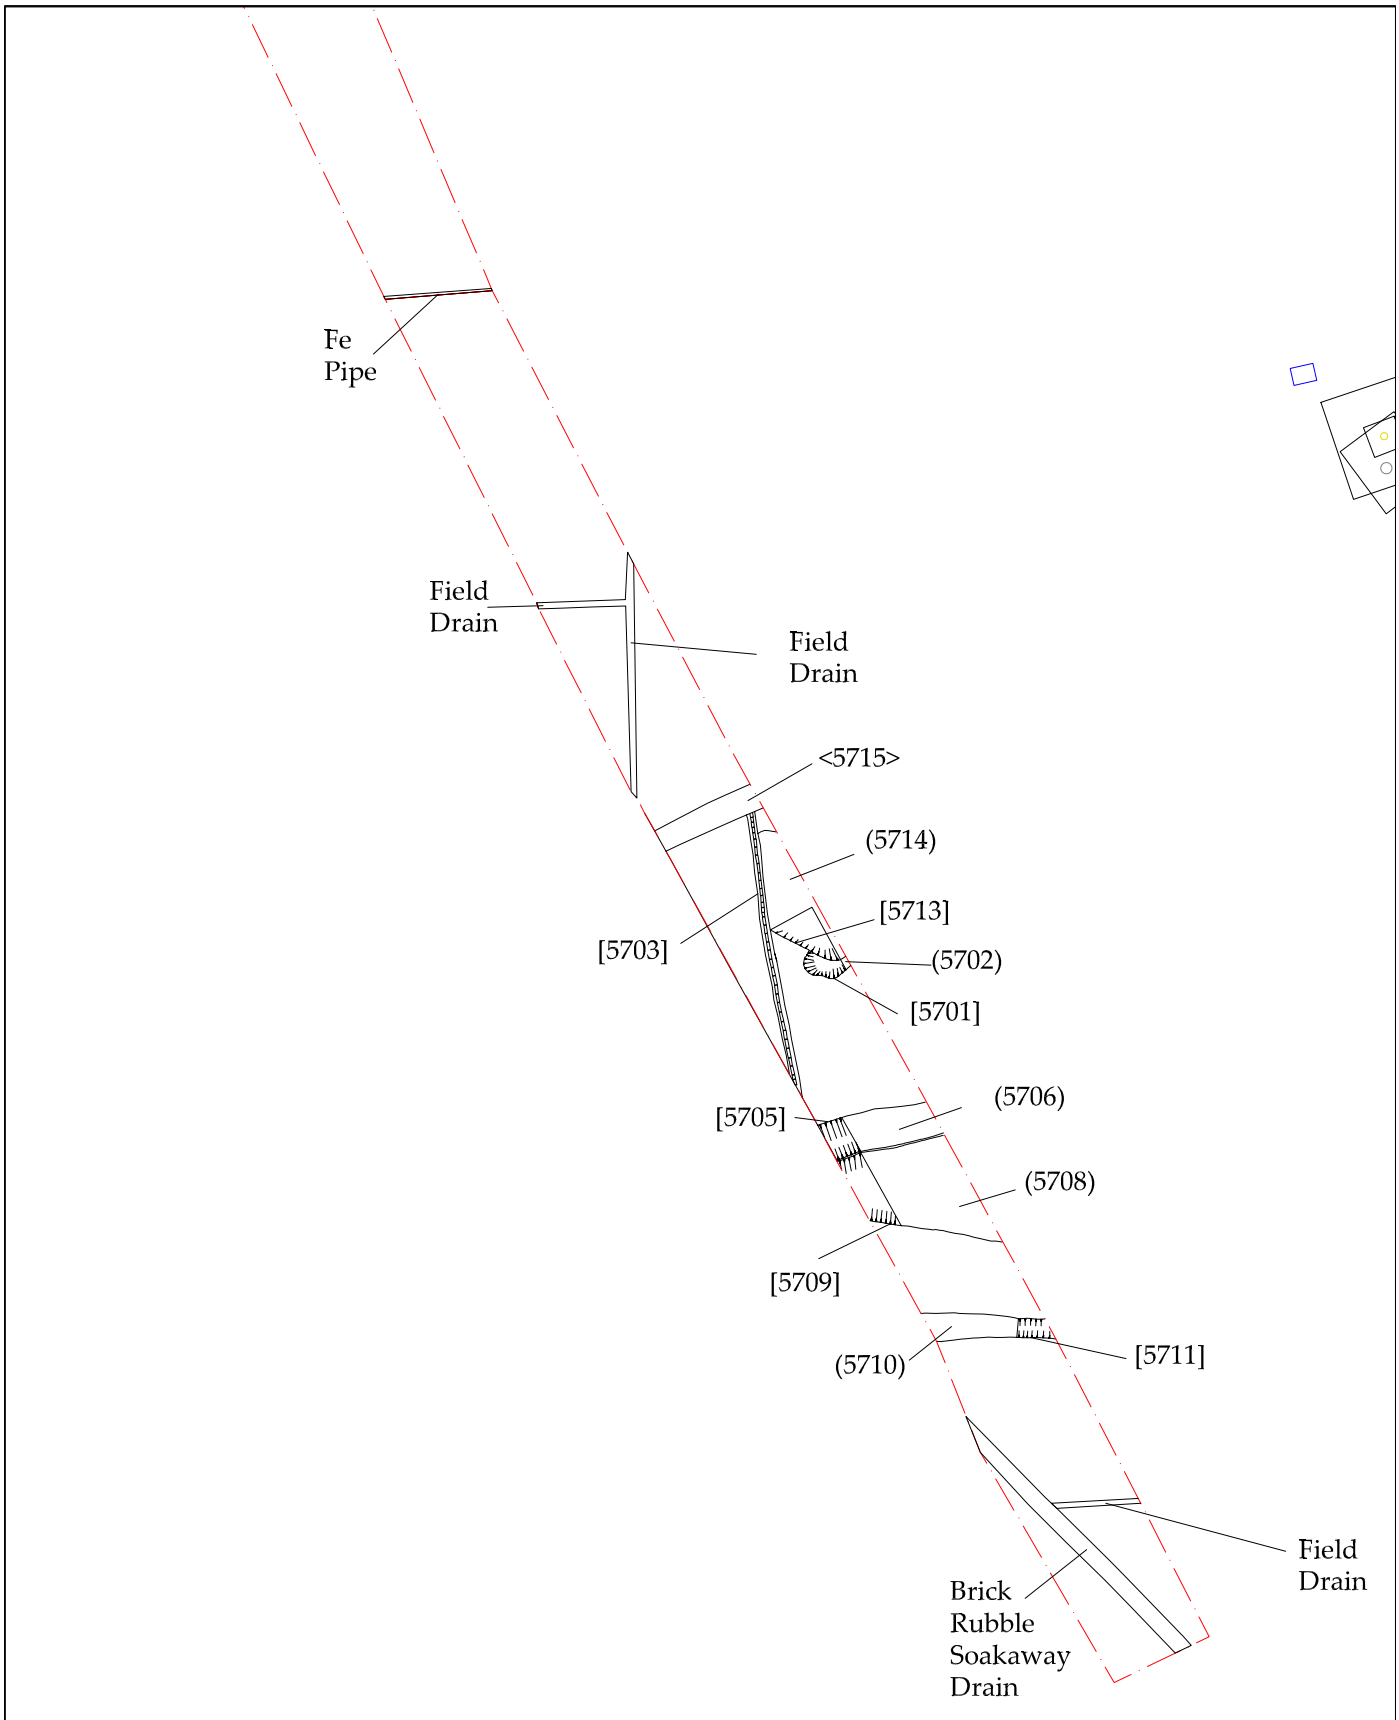 Fe
Pipe
Field
Drain
Field
Drain
<5715>
(5714)
[5713]
[5703]
(5702)
[5701]
(5706)
[5705]
(5708)
[5709]
[5711]
(5710)
Field
Drain
Brick
Rubble
Soakaway
Drain